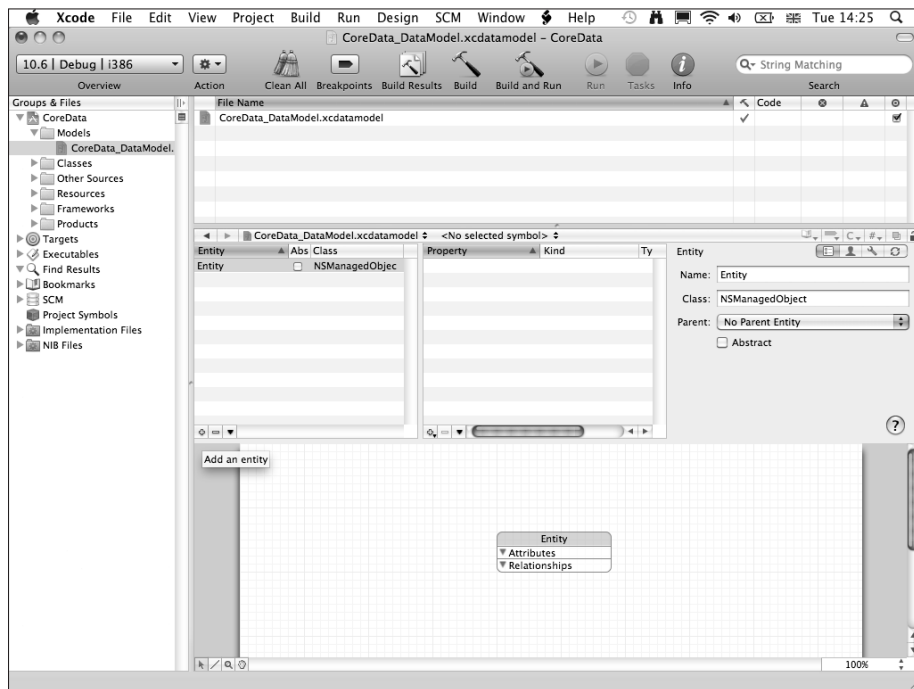 Xcode File Edit View Project Build Run Design SCM Window Help Tue 14:25
CoreData_DataModel.xcdatamodel – CoreData
10.6 | Debug | i386
String Matching
Overview Action Clean All Breakpoints Build Results Build Build and Run Run Tasks Info Search
Groups & Files
File Name Code
CoreData
CoreData_DataModel.xcdatamodel
Models
CoreData_DataModel.
Classes
Other Sources
Resources
Frameworks
Products
Targets
Executables
Find Results
Bookmarks
SCM
Project Symbols
Implementation Files
NIB Files
CoreData_DataModel.xcdatamodel <No selected symbol> C #
Entity Abs Class
Entity NSManagedObjec
Property Kind Ty
Entity
Name: Entity
Class: NSManagedObject
Parent: No Parent Entity
Abstract
?
Add an entity
Entity
Attributes
Relationships
100%